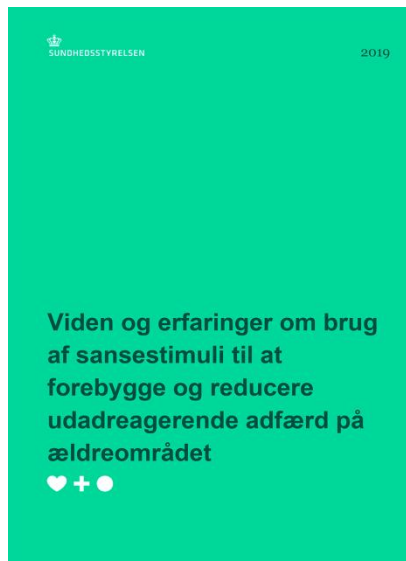 SUNDHEDSSTYRELSEN
2019
Viden og erfaringer om brug
af sansestimuli til at
forebygge og reducere
udadreagerende adfærd på
ældreområdet